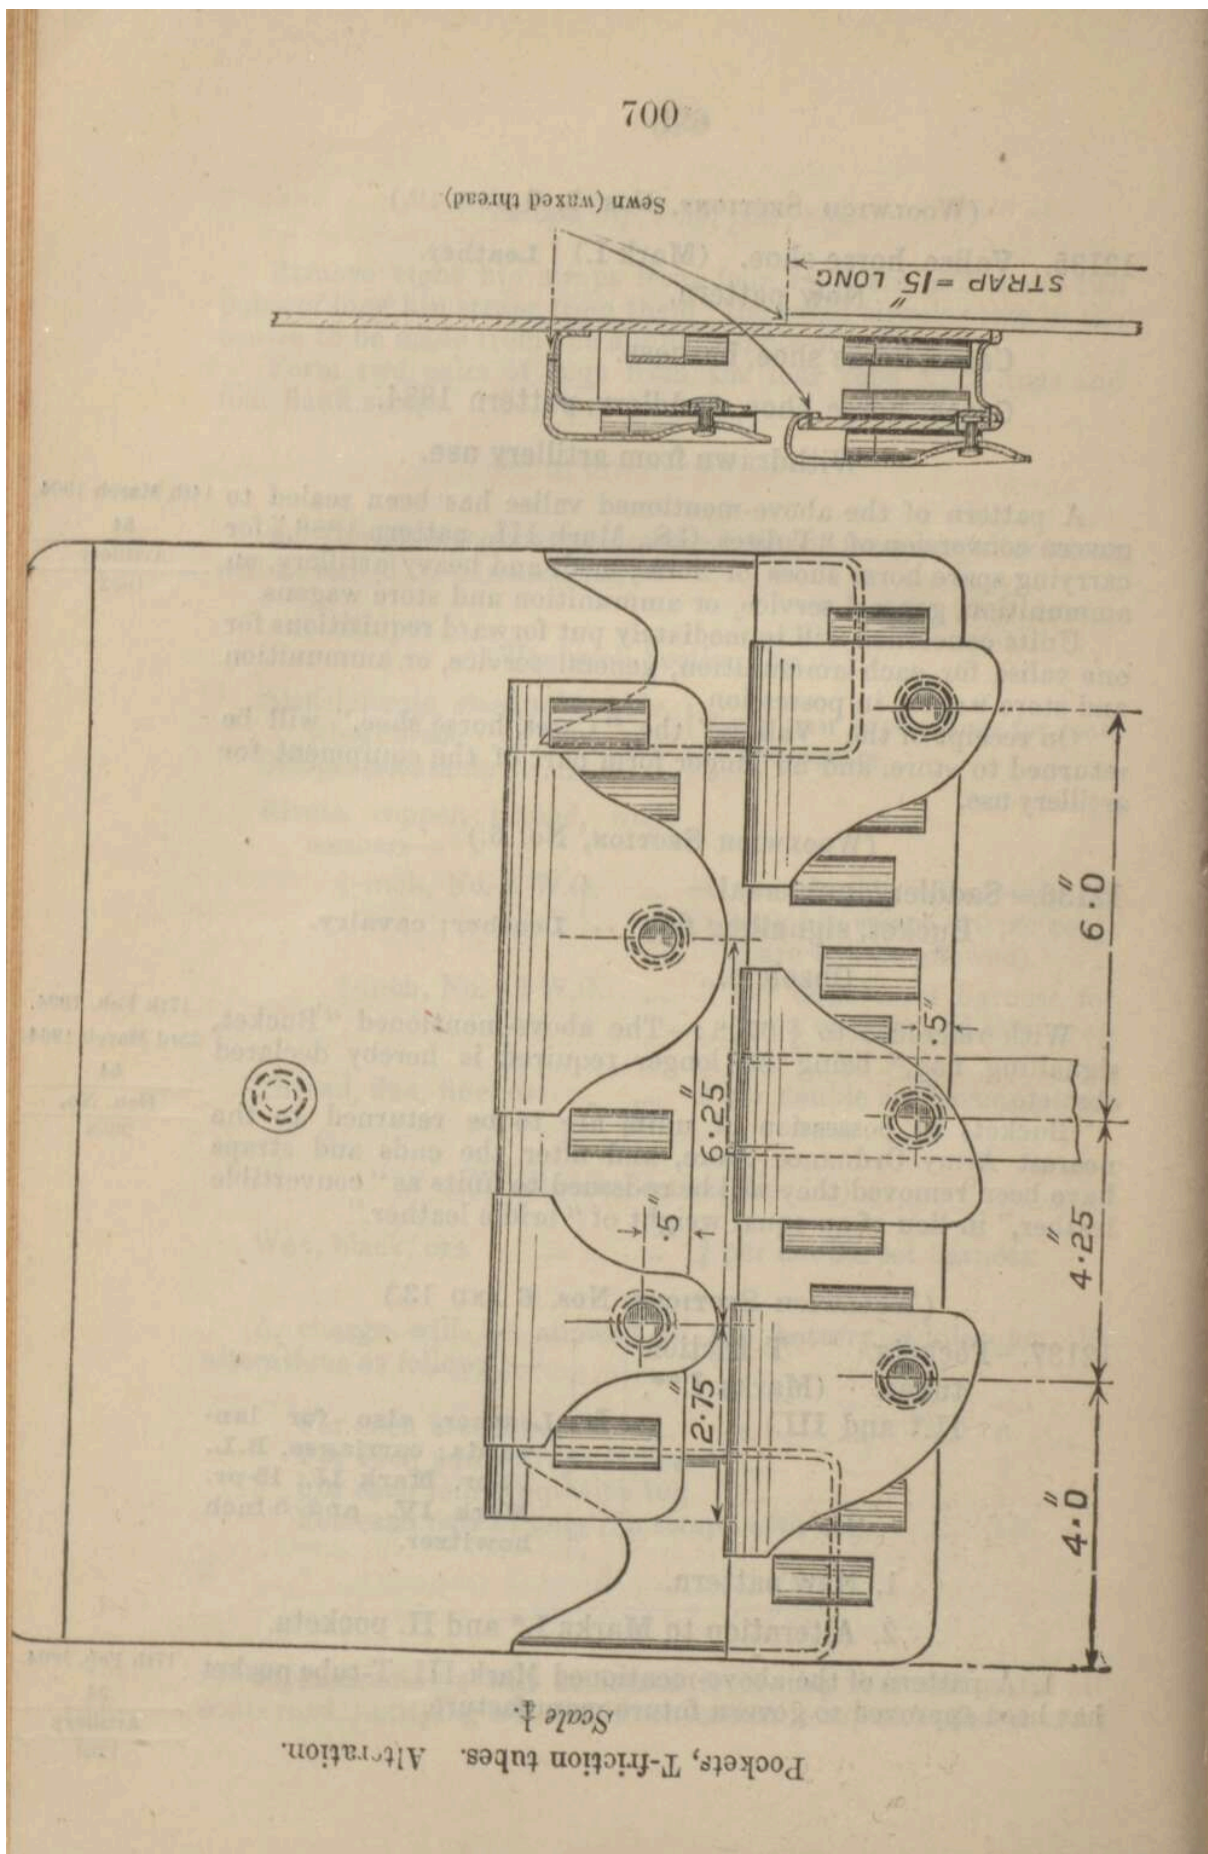 700
Pockets, T-friction tubes. Alteration.
Scale ¼.
4·0"
4·25"
6·0"
2·75"
6·25"
·5"
·5"
STRAP = 15" LONG
Sewn (waxed thread).